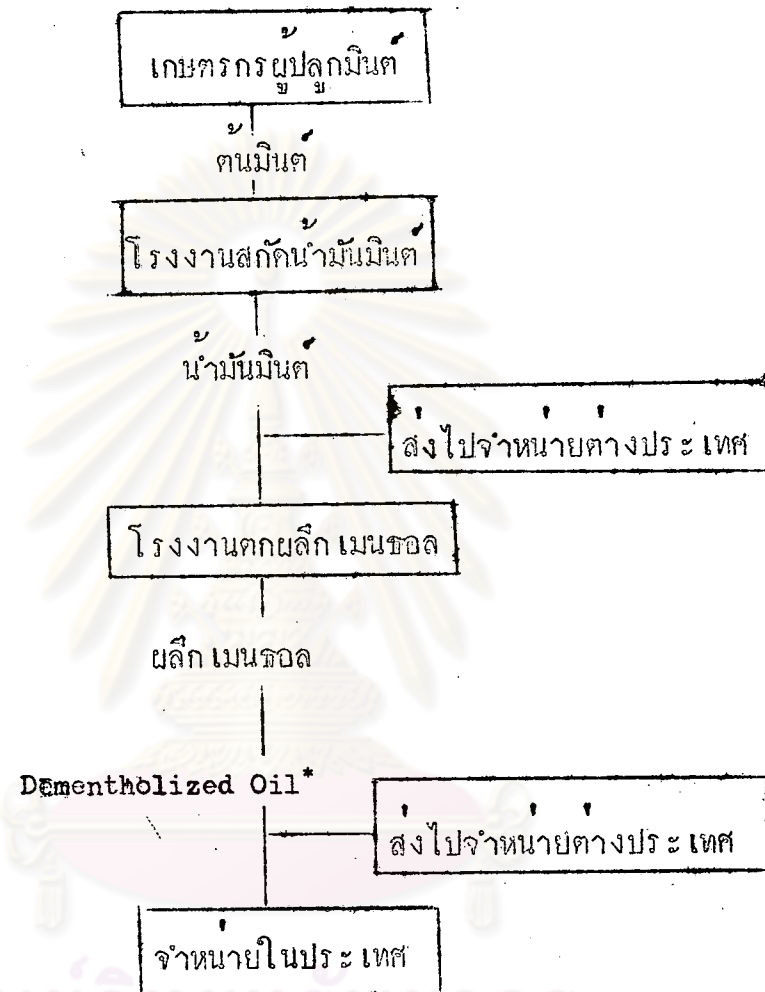 เกษตรกรผู้ปลูกมินต์
ต้นมินต์
โรงงานสกัดน้ำมันมินต์
น้ำมันมินต์
ส่งไปจำหน่ายต่างประเทศ
โรงงานตกผลึกเมนธอล
ผลึกเมนธอล
Dementholized Oil*
ส่งไปจำหน่ายต่างประเทศ
จำหน่ายในประเทศ